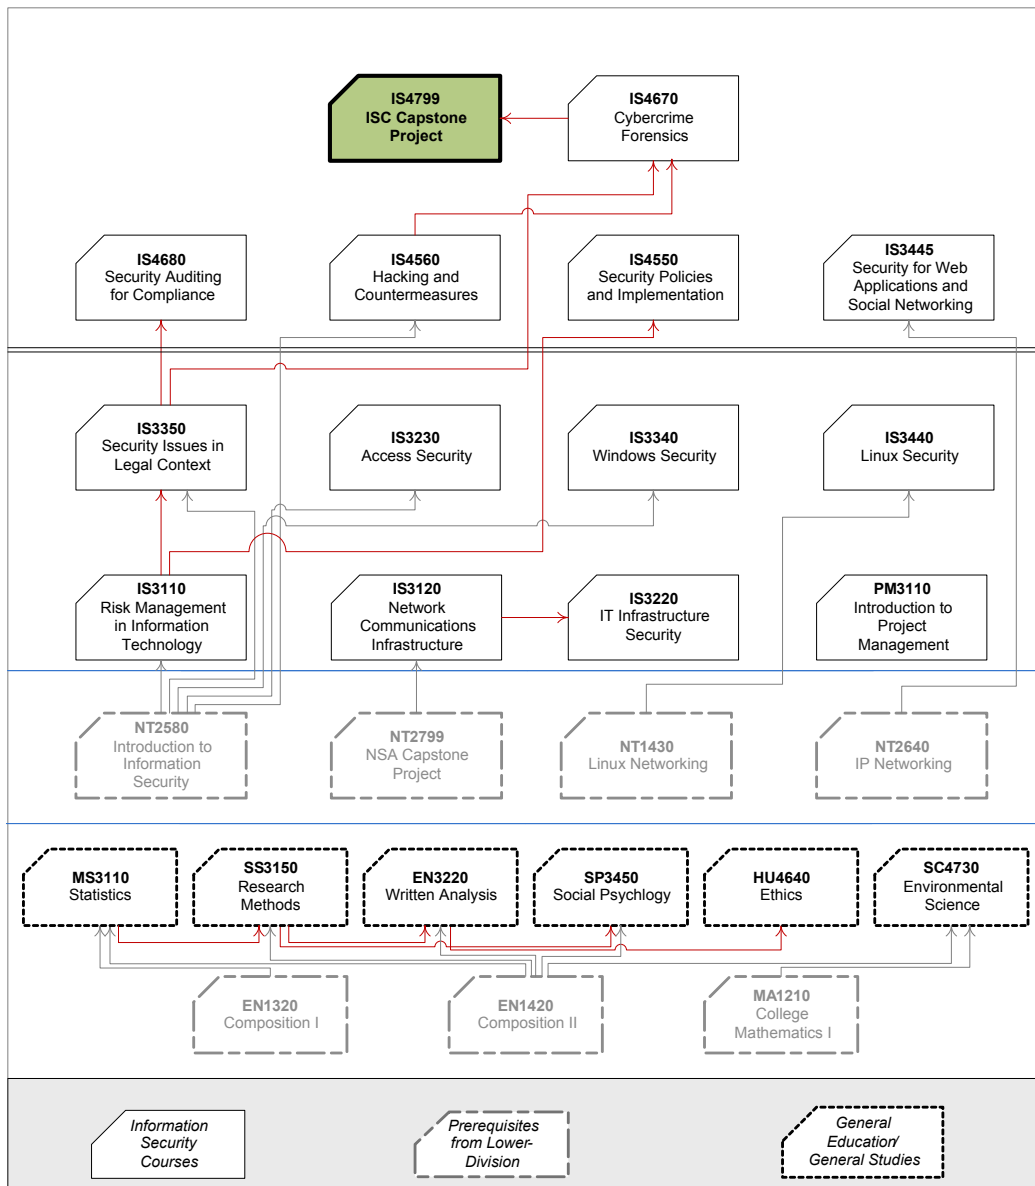 IS4799
ISC Capstone
Project
IS4670
Cybercrime
Forensics
IS4680
Security Auditing
for Compliance
IS4560
Hacking and
Countermeasures
IS4550
Security Policies
and Implementation
IS3445
Security for Web
Applications and
Social Networking
IS3350
Security Issues in
Legal Context
IS3230
Access Security
IS3340
Windows Security
IS3440
Linux Security
IS3110
Risk Management
in Information
Technology
IS3120
Network
Communications
Infrastructure
IS3220
IT Infrastructure
Security
PM3110
Introduction to
Project
Management
NT2580
Introduction to
Information
Security
NT2799
NSA Capstone
Project
NT1430
Linux Networking
NT2640
IP Networking
MS3110
Statistics
SS3150
Research
Methods
EN3220
Written Analysis
SP3450
Social Psychlogy
HU4640
Ethics
SC4730
Environmental
Science
EN1320
Composition I
EN1420
Composition II
MA1210
College
Mathematics I
Information
Security
Courses
Prerequisites
from Lower-
Division
General
Education/
General Studies